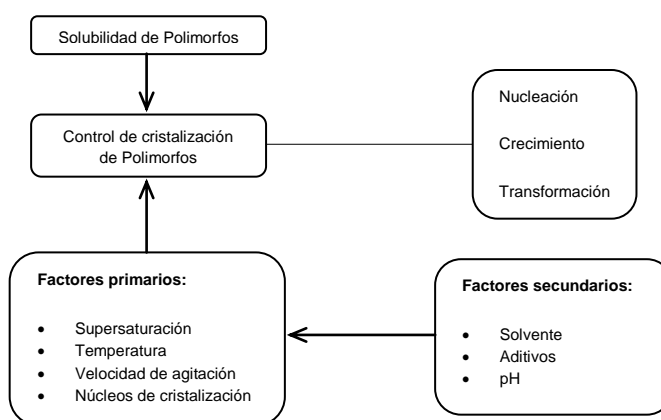 Solubilidad de Polimorfos
Control de cristalización
de Polimorfos
Nucleación
Crecimiento
Transformación
Factores primarios:
• Supersaturación
• Temperatura
• Velocidad de agitación
• Núcleos de cristalización
Factores secundarios:
• Solvente
• Aditivos
• pH